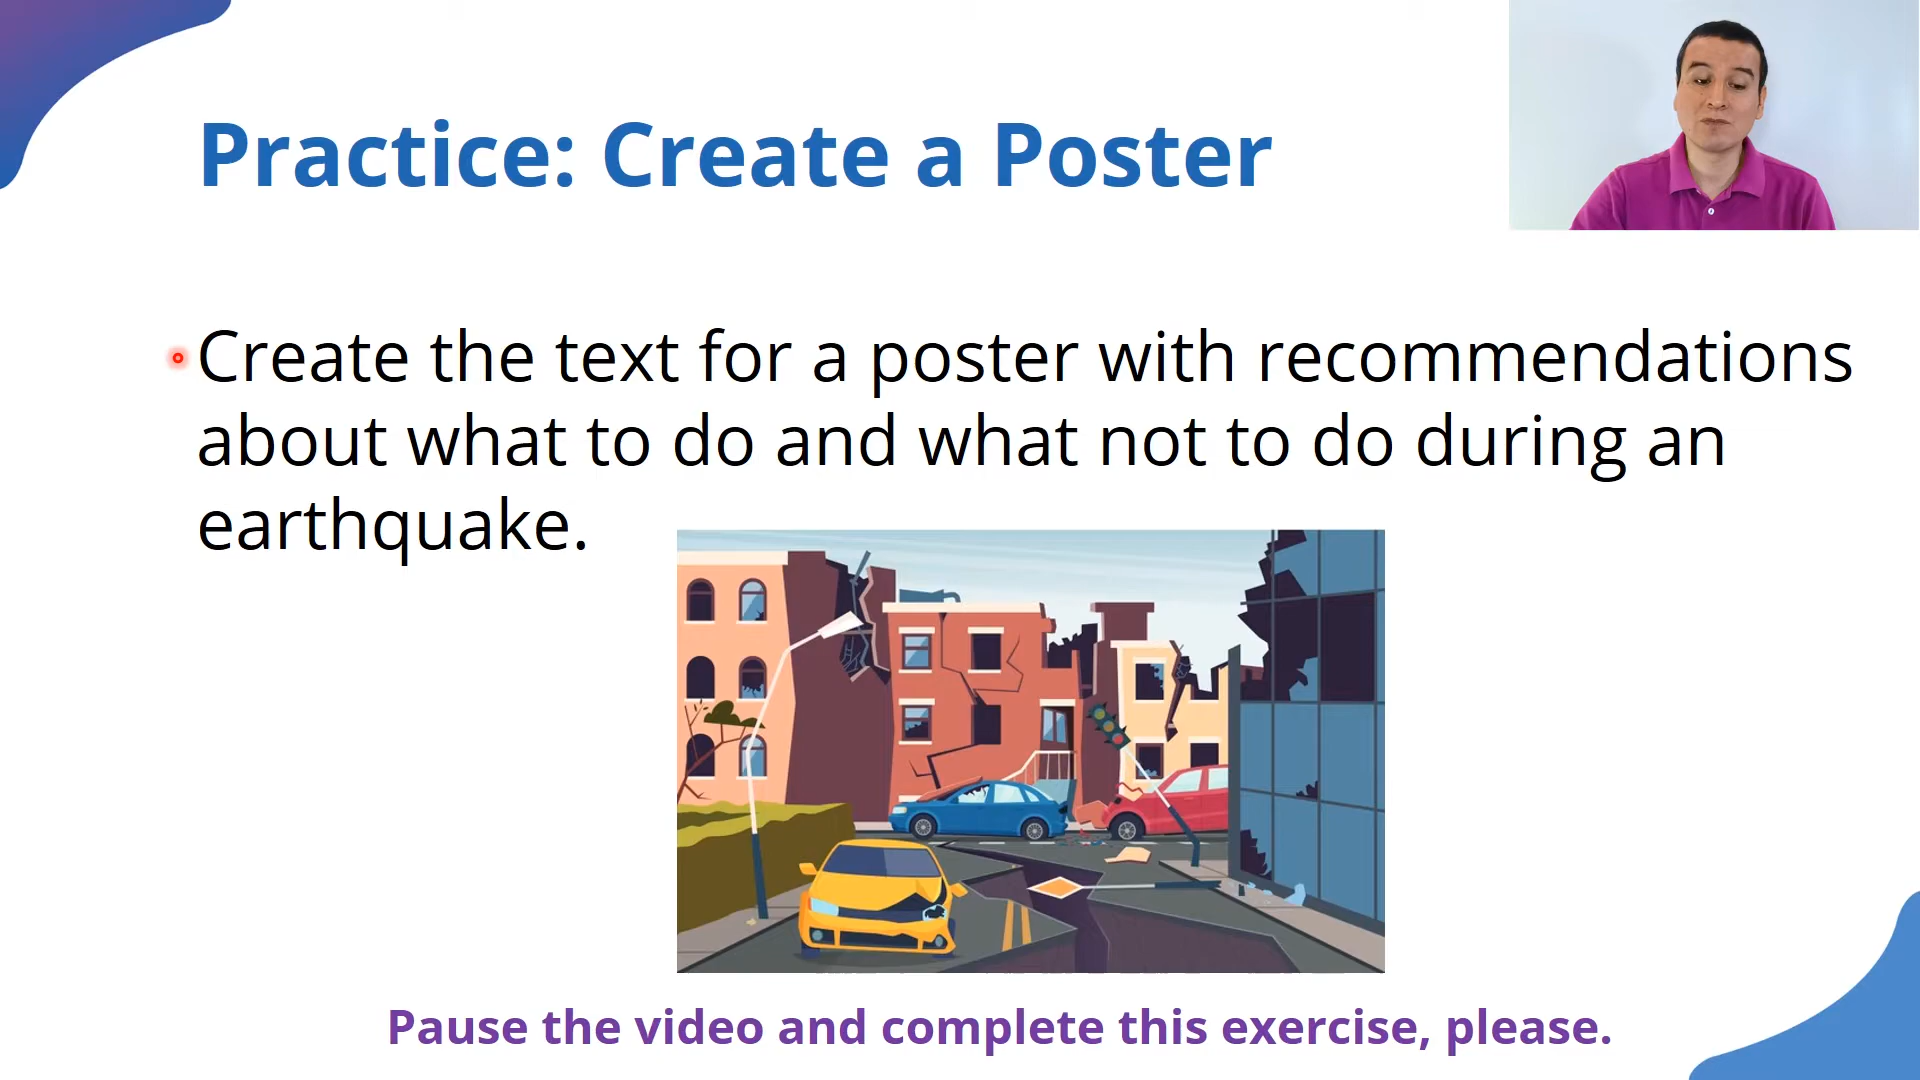 Practice: Create a Poster
Create the text for a poster with recommendations
about what to do and what not to do during an
earthquake.
Pause the video and complete this exercise, please.